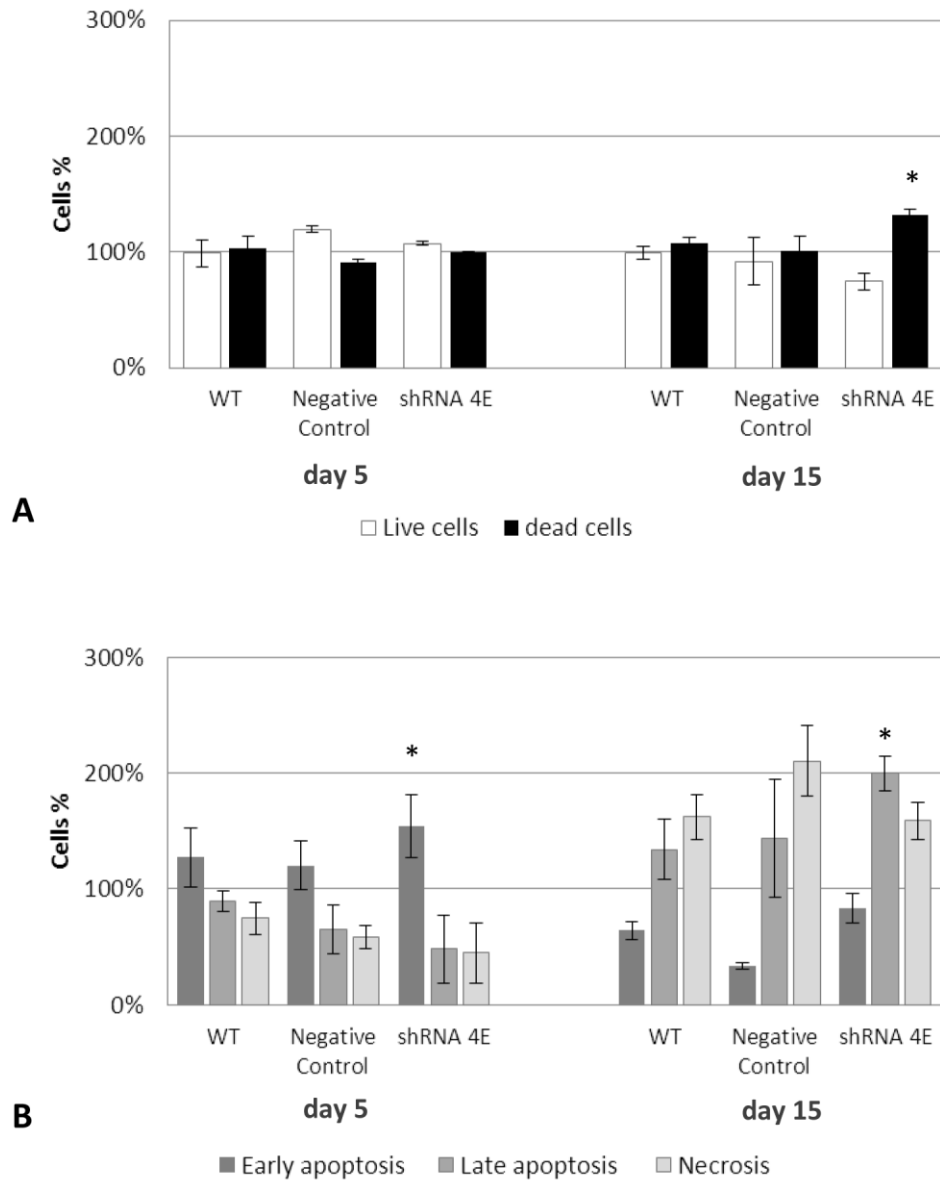 300%
200%
100%
0%
Cells %
*
WT Negative Control shRNA 4E WT Negative Control shRNA 4E
day 5 day 15
A
Live cells dead cells
300%
200%
100%
0%
Cells %
* *
WT Negative Control shRNA 4E WT Negative Control shRNA 4E
day 5 day 15
B
Early apoptosis Late apoptosis Necrosis